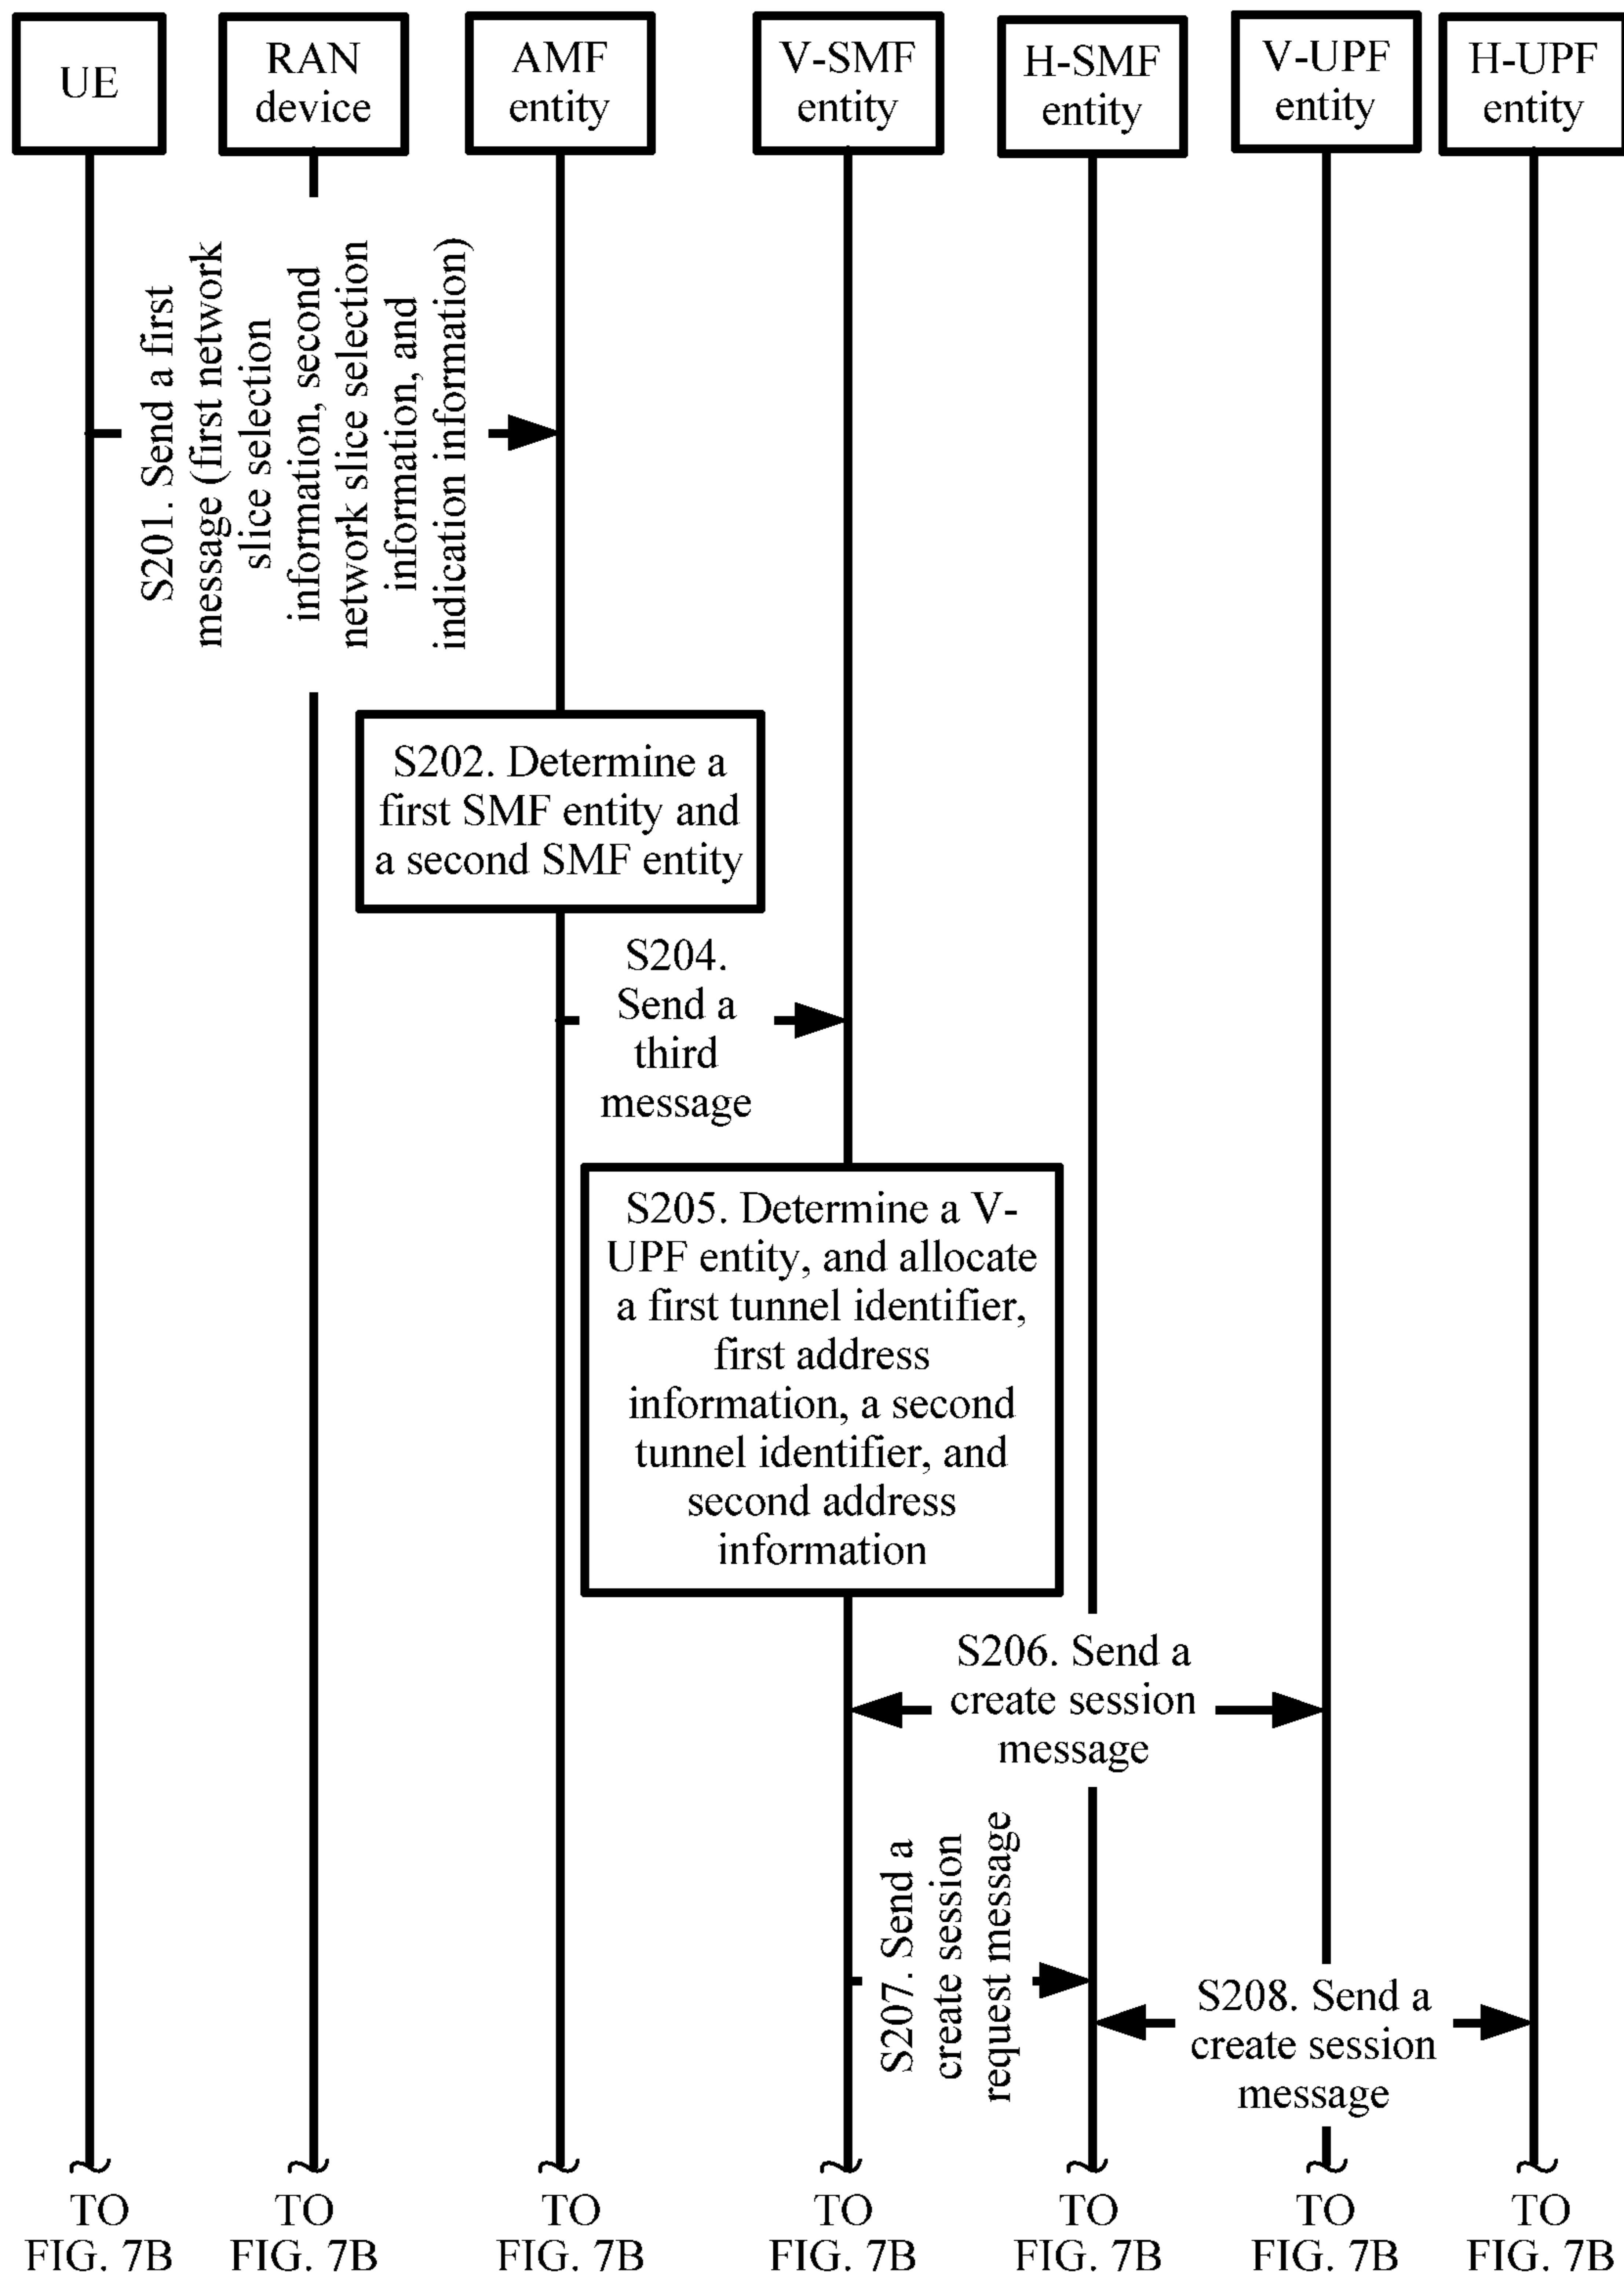 UE
RAN
device
AMF
entity
V-SMF
entity
H-SMF
entity
V-UPF
entity
H-UPF
entity
S201. Send a first
message (first network
slice selection
information, second
network slice selection
information, and
indication information)
S202. Determine a
first SMF entity and
a second SMF entity
S204.
Send a
third
message
S205. Determine a V-
UPF entity, and allocate
a first tunnel identifier,
first address
information, a second
tunnel identifier, and
second address
information
S206. Send a
create session
message
S207. Send a
create session
request message
S208. Send a
create session
message
TO
FIG. 7B
TO
FIG. 7B
TO
FIG. 7B
TO
FIG. 7B
TO
FIG. 7B
TO
FIG. 7B
TO
FIG. 7B